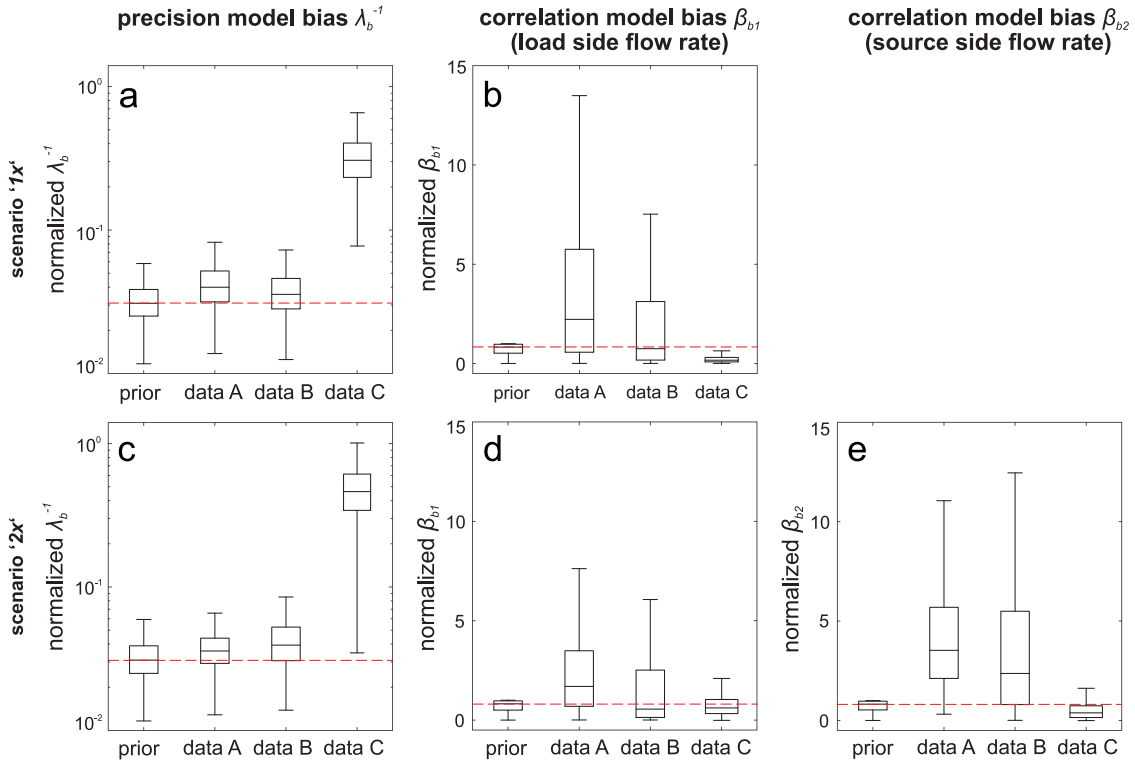 precision model bias λb⁻¹
correlation model bias βb1
(load side flow rate)
correlation model bias βb2
(source side flow rate)
scenario ‘1x‘
normalized λb⁻¹
10⁰
10⁻¹
10⁻²
a
prior data A data B data C
normalized βb1
15
10
5
0
b
prior data A data B data C
scenario ‘2x‘
normalized λb⁻¹
10⁰
10⁻¹
10⁻²
c
prior data A data B data C
normalized βb1
15
10
5
0
d
prior data A data B data C
normalized βb2
15
10
5
0
e
prior data A data B data C